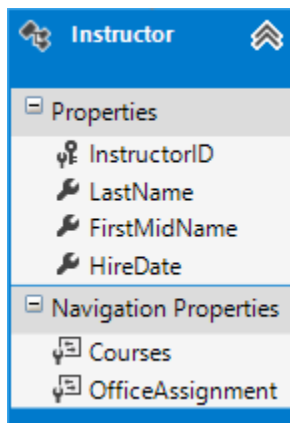 Instructor
Properties
InstructorID
LastName
FirstMidName
HireDate
Navigation Properties
Courses
OfficeAssignment